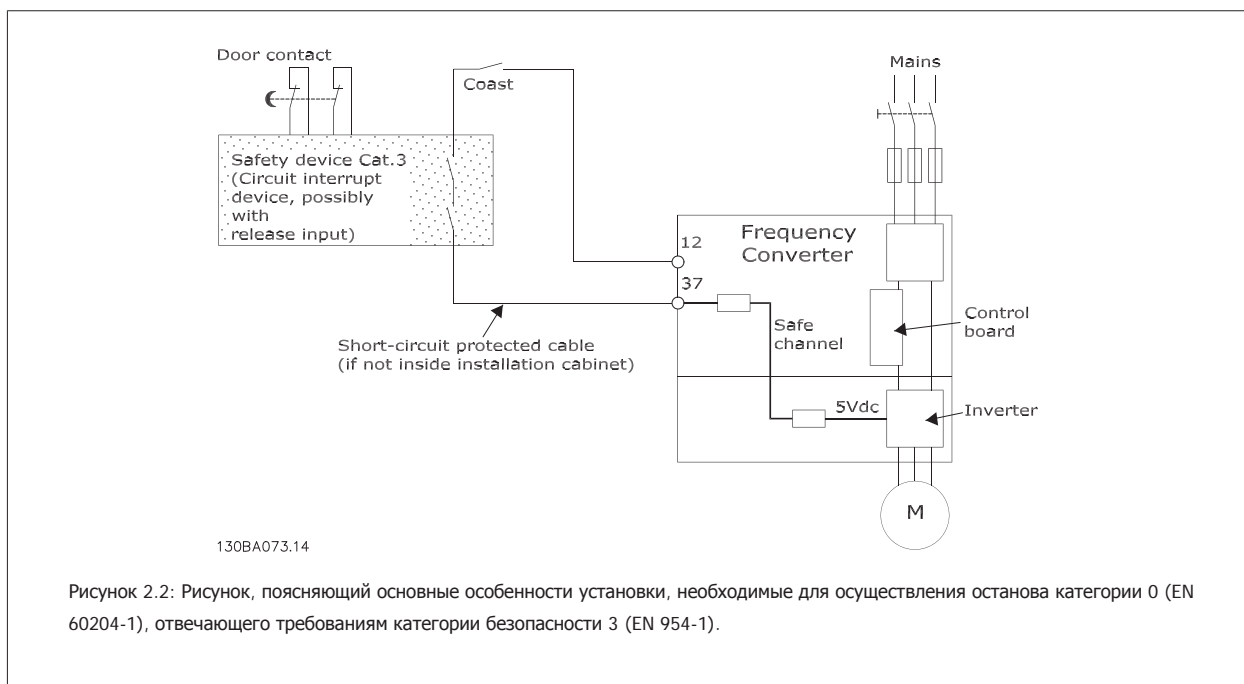 Door contact
Coast
Mains
Safety device Cat.3
(Circuit interrupt
device, possibly
with
release input)
12
Frequency
Converter
37
Safe
channel
Control
board
Short-circuit protected cable
(if not inside installation cabinet)
5Vdc
Inverter
M
130BA073.14
Рисунок 2.2: Рисунок, поясняющий основные особенности установки, необходимые для осуществления останова категории 0 (EN
60204-1), отвечающего требованиям категории безопасности 3 (EN 954-1).